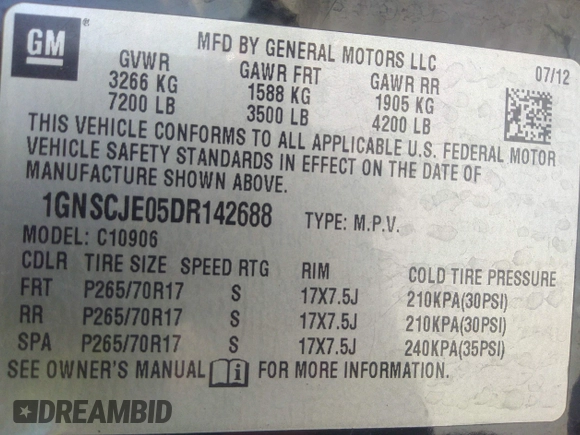 GM
MFD BY GENERAL MOTORS LLC
GVWR GAWR FRT GAWR RR 07/12
3266 KG 1588 KG 1905 KG
7200 LB 3500 LB 4200 LB
THIS VEHICLE CONFORMS TO ALL APPLICABLE U.S. FEDERAL MOTOR
VEHICLE SAFETY STANDARDS IN EFFECT ON THE DATE OF
MANUFACTURE SHOWN ABOVE.
1GNSCJE05DR142688 TYPE: M.P.V.
MODEL: C10906
CDLR TIRE SIZE SPEED RTG RIM COLD TIRE PRESSURE
FRT P265/70R17 S 17X7.5J 210KPA(30PSI)
RR P265/70R17 S 17X7.5J 210KPA(30PSI)
SPA P265/70R17 S 17X7.5J 240KPA(35PSI)
SEE OWNER'S MANUAL FOR MORE INFORMATION.
DREAMBID